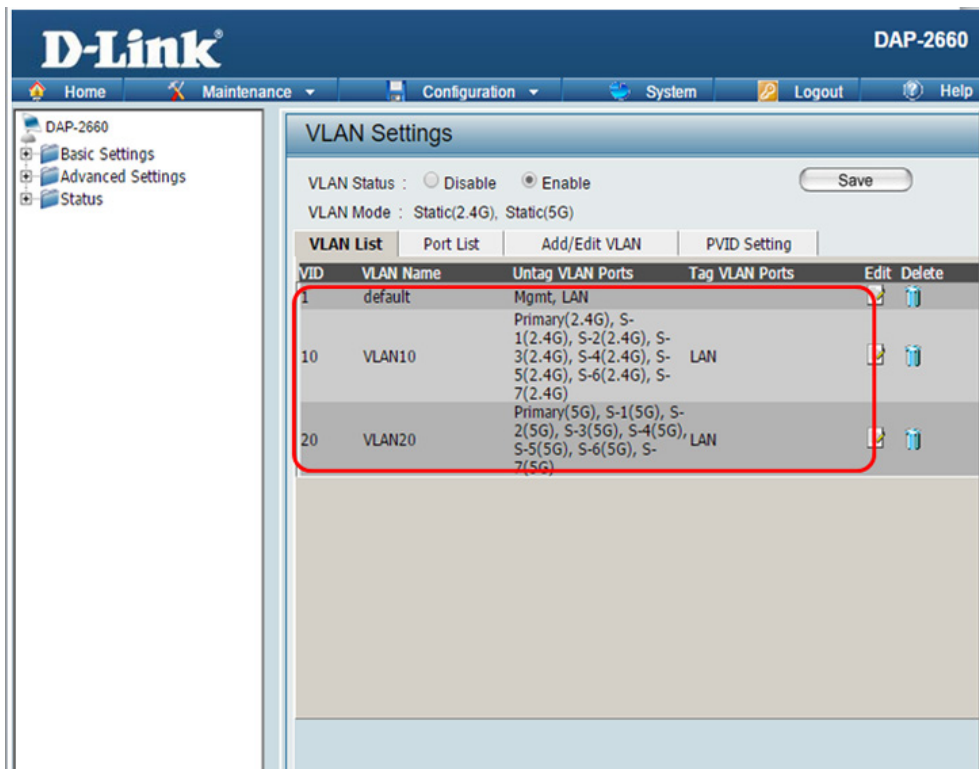 D-Link®
DAP-2660
Home Maintenance Configuration System Logout Help
DAP-2660
Basic Settings
Advanced Settings
Status
VLAN Settings
VLAN Status : Disable Enable Save
VLAN Mode : Static(2.4G), Static(5G)
VLAN List Port List Add/Edit VLAN PVID Setting
VID VLAN Name Untag VLAN Ports Tag VLAN Ports Edit Delete
1 default Mgmt, LAN
Primary(2.4G), S-
1(2.4G), S-2(2.4G), S-
10 VLAN10 3(2.4G), S-4(2.4G), S- LAN
5(2.4G), S-6(2.4G), S-
7(2.4G)
Primary(5G), S-1(5G), S-
2(5G), S-3(5G), S-4(5G),
20 VLAN20 S-5(5G), S-6(5G), S- LAN
7(5G)